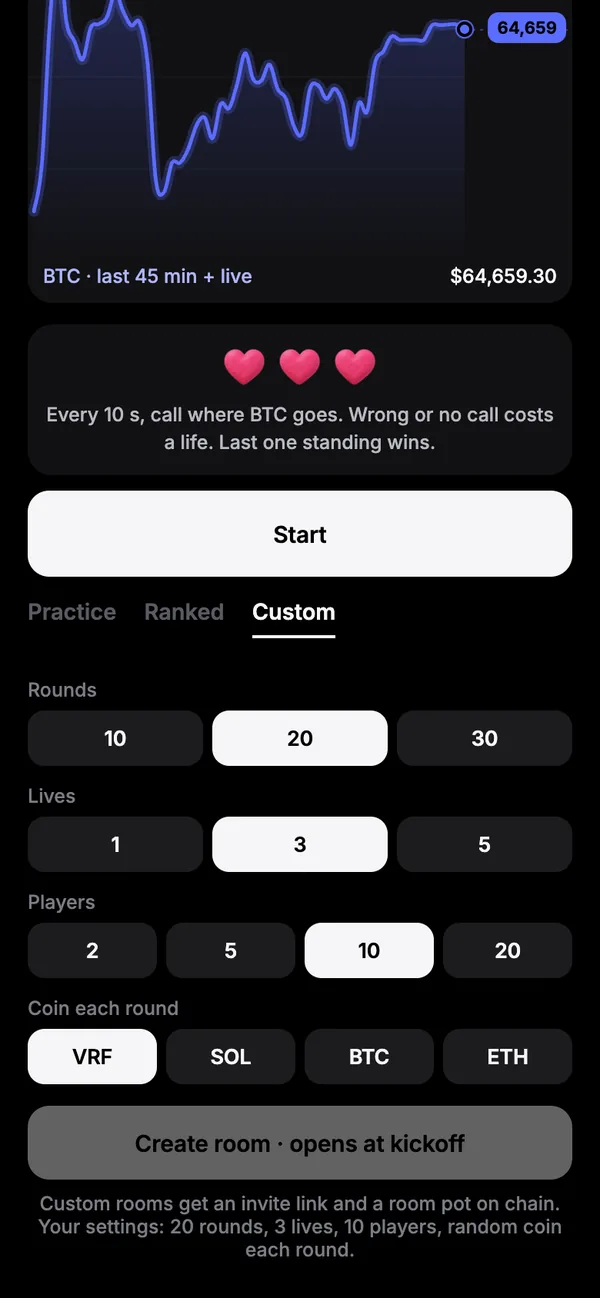 64,659
BTC · last 45 min + live
$64,659.30
Every 10 s, call where BTC goes. Wrong or no call costs
a life. Last one standing wins.
Start
Practice
Ranked
Custom
Rounds
10
20
30
Lives
1
3
5
Players
2
5
10
20
Coin each round
VRF
SOL
BTC
ETH
Create room · opens at kickoff
Custom rooms get an invite link and a room pot on chain.
Your settings: 20 rounds, 3 lives, 10 players, random coin
each round.